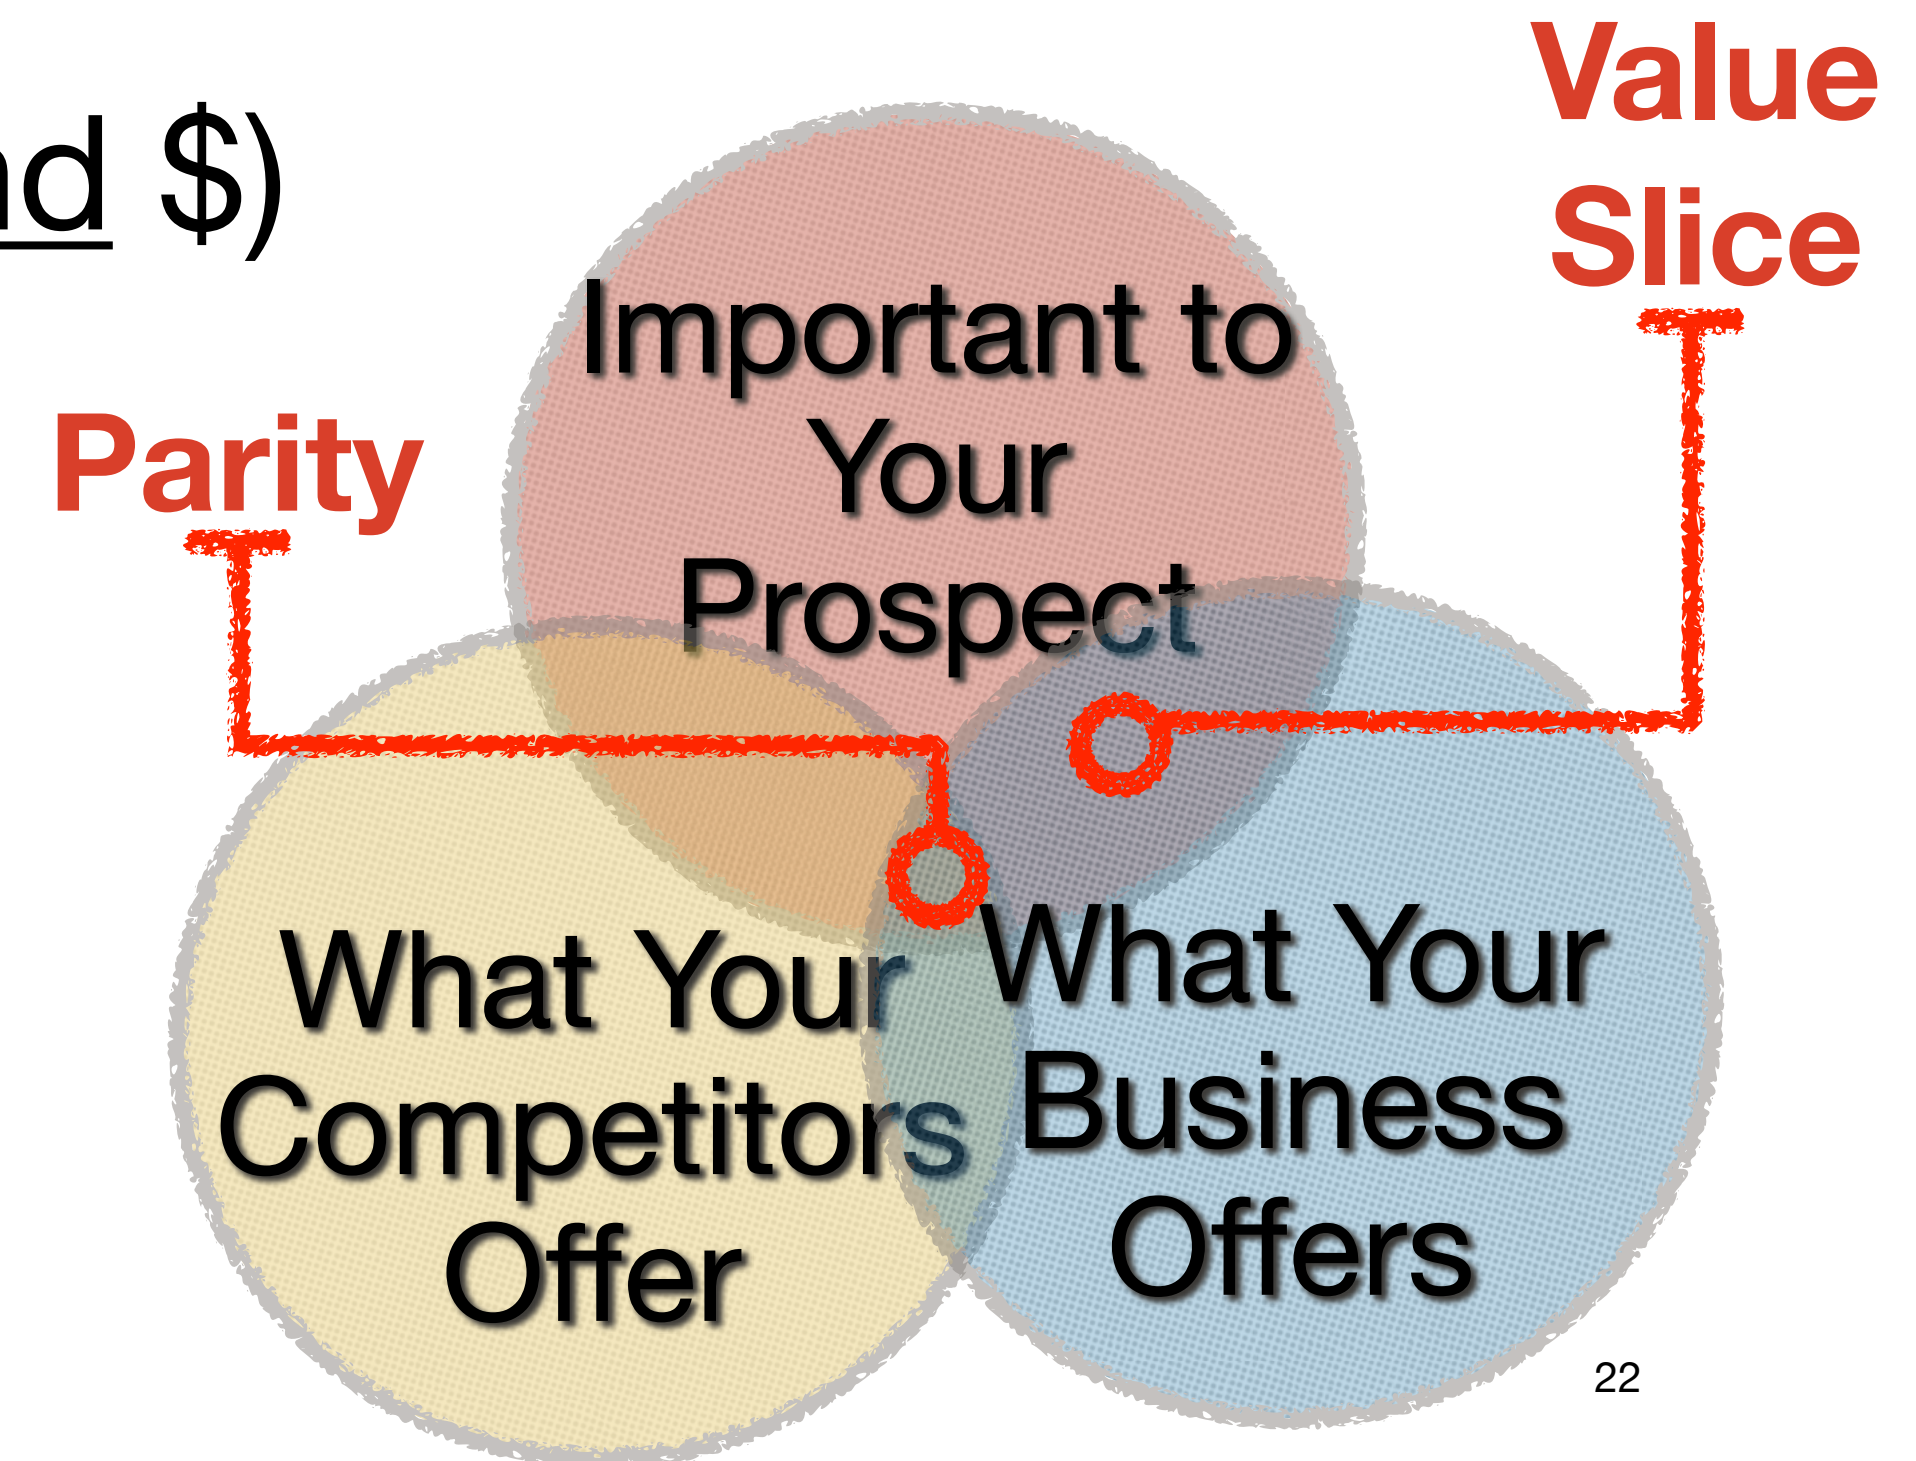 Value
Slice
nd $)
Important to
Your
Prospect
Parity
What Your
Competitors
Offer
What Your
Business
Offers
22